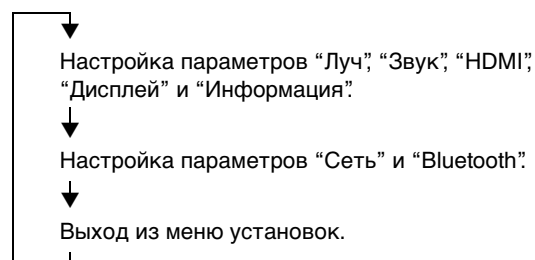 Настройка параметров “Луч”, “Звук”, “HDMI”,
“Дисплей” и “Информация”.
Настройка параметров “Сеть” и “Bluetooth”.
Выход из меню установок.